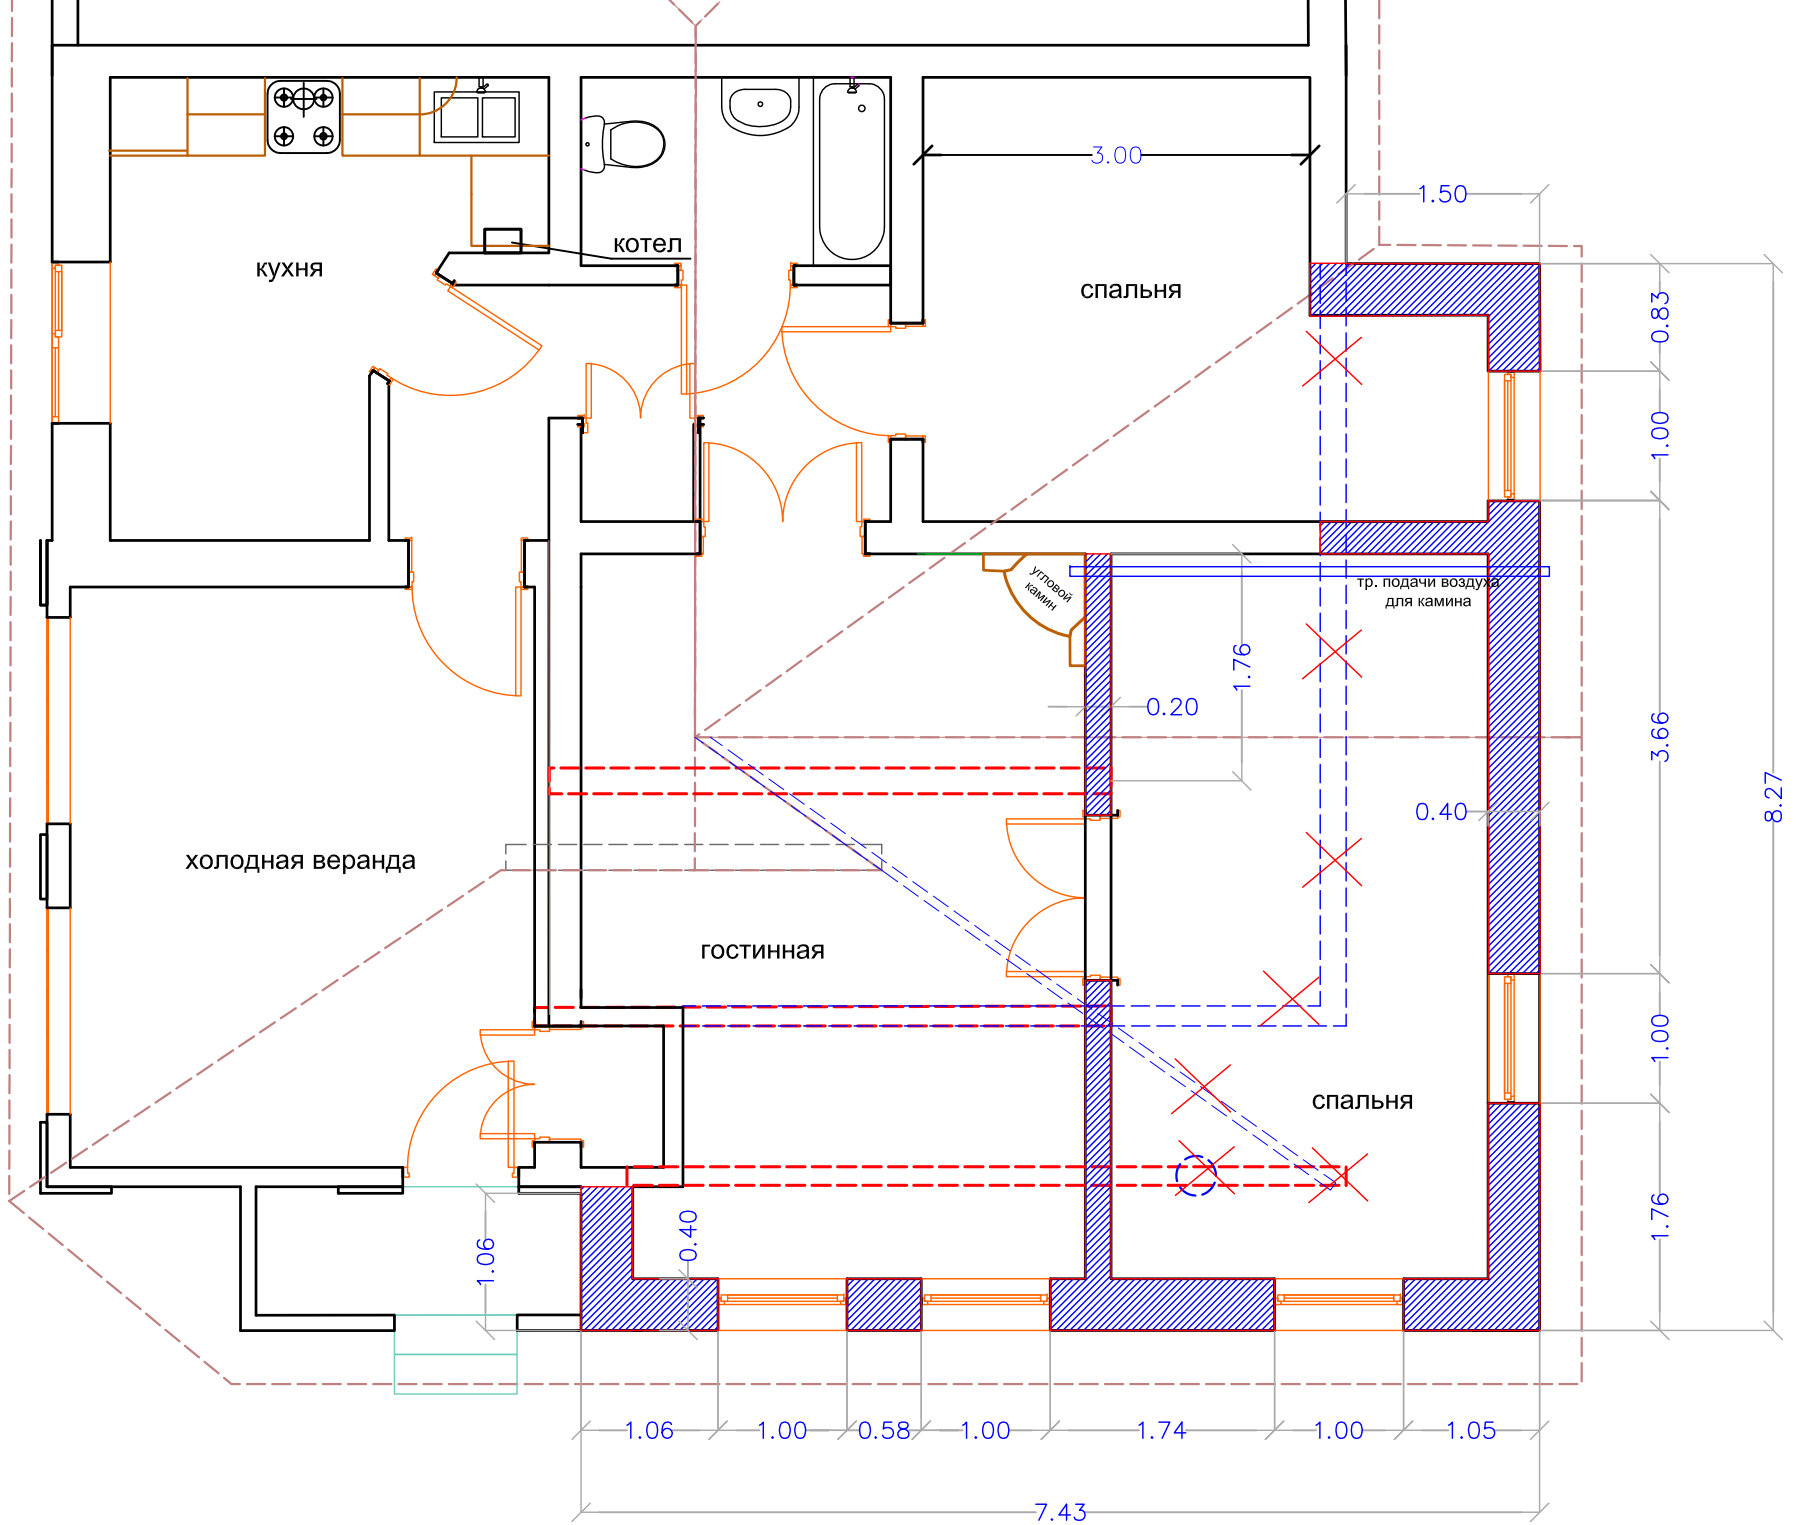 3.00
1.50
котел
кухня
спальня
0.83
1.00
угловой
камин
тр. подачи воздуха
для камина
1.76
0.20
3.66
8.27
0.40
холодная веранда
гостинная
1.00
спальня
1.76
0.40
1.06
1.06
1.00
0.58
1.00
1.74
1.00
1.05
7.43